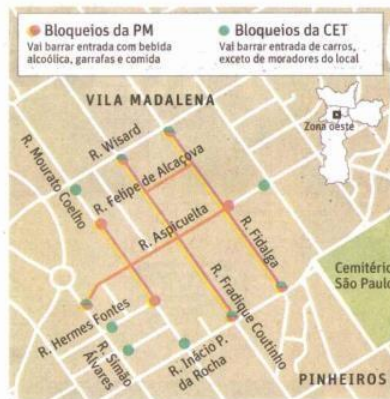 Bloqueios da PM
Vai barrar entrada com bebida
alcoólica, garrafas e comida
Bloqueios da CET
Vai barrar entrada de carros,
exceto de moradores do local
VILA MADALENA
Zona oeste
R. Wisard
R. Mourato Coelho
R. Felipe de Alcaçova
R. Aspicuelta
R. Fidalga
Cemitério
São Paulo
R. Fradique Coutinho
R. Hermes Fontes
R. Simão
Álvares
R. Inácio P.
da Rocha
PINHEIROS